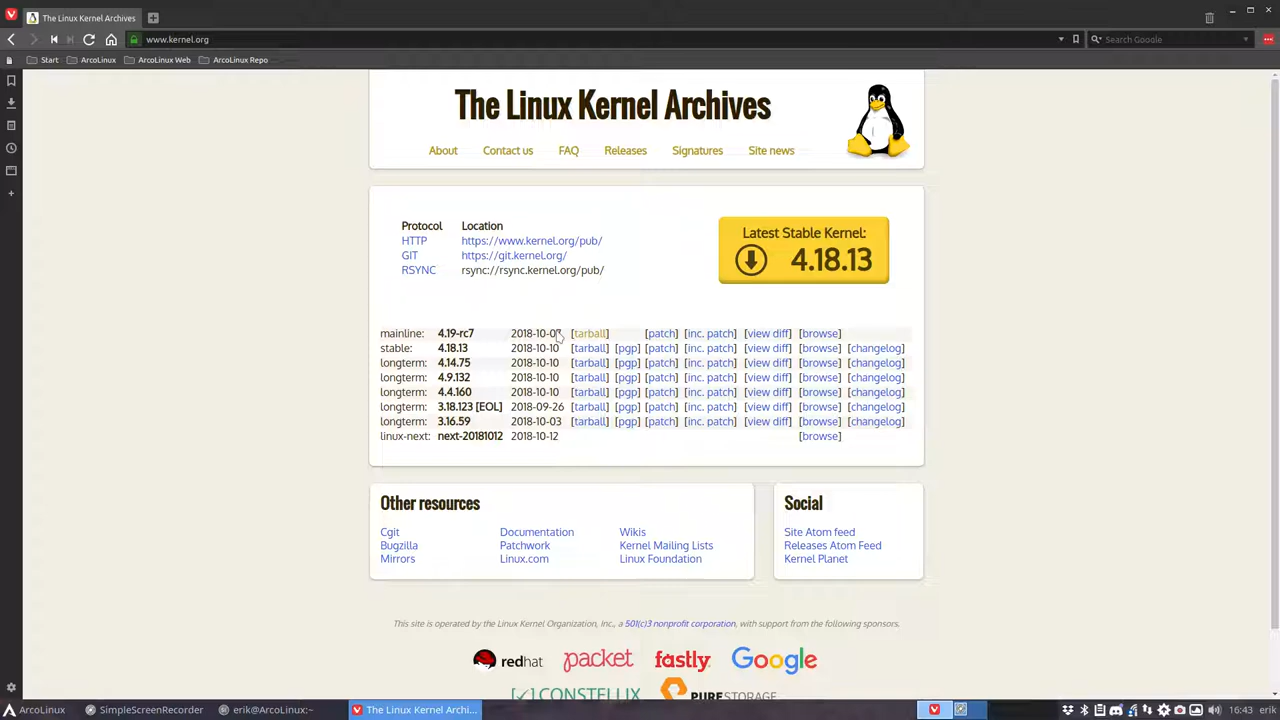 The Linux Kernel Archives
www.kernel.org
Search Google
Start ArcoLinux ArcoLinux Web ArcoLinux Repo
The Linux Kernel Archives
About Contact us FAQ Releases Signatures Site news
Protocol Location
HTTP https://www.kernel.org/pub/
GIT https://git.kernel.org/
RSYNC rsync://rsync.kernel.org/pub/
Latest Stable Kernel:
4.18.13
mainline: 4.19-rc7 2018-10-07 [tarball] [patch] [inc. patch] [view diff] [browse]
stable: 4.18.13 2018-10-10 [tarball] [pgp] [patch] [inc. patch] [view diff] [browse] [changelog]
longterm: 4.14.75 2018-10-10 [tarball] [pgp] [patch] [inc. patch] [view diff] [browse] [changelog]
longterm: 4.9.132 2018-10-10 [tarball] [pgp] [patch] [inc. patch] [view diff] [browse] [changelog]
longterm: 4.4.160 2018-10-10 [tarball] [pgp] [patch] [inc. patch] [view diff] [browse] [changelog]
longterm: 3.18.123 [EOL] 2018-09-26 [tarball] [pgp] [patch] [inc. patch] [view diff] [browse] [changelog]
longterm: 3.16.59 2018-10-03 [tarball] [pgp] [patch] [inc. patch] [view diff] [browse] [changelog]
linux-next: next-20181012 2018-10-12 [browse]
Other resources
Cgit Documentation Wikis
Bugzilla Patchwork Kernel Mailing Lists
Mirrors Linux.com Linux Foundation
Social
Site Atom feed
Releases Atom Feed
Kernel Planet
This site is operated by the Linux Kernel Organization, Inc., a 501(c)3 nonprofit corporation, with support from the following sponsors.
redhat packet fastly Google
CONSTELLIX PURESTORAGE
ArcoLinux SimpleScreenRecorder erik@ArcoLinux:~ The Linux Kernel Archi... 16:43 erik